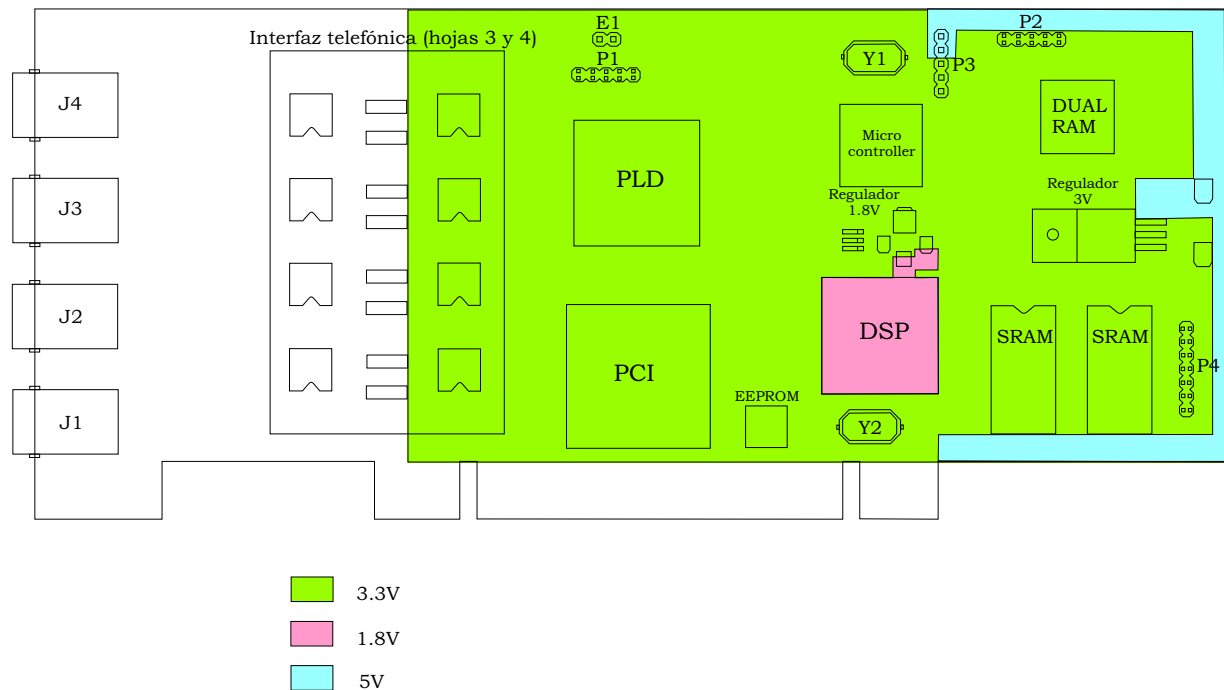 E1
P2
Interfaz telefónica (hojas 3 y 4)
P1
Y1
P3
J4
DUAL
RAM
Micro
controller
PLD
Regulador
1.8V
Regulador
3V
J3
J2
DSP
SRAM
SRAM
PCI
P4
EEPROM
J1
Y2
3.3V
1.8V
5V